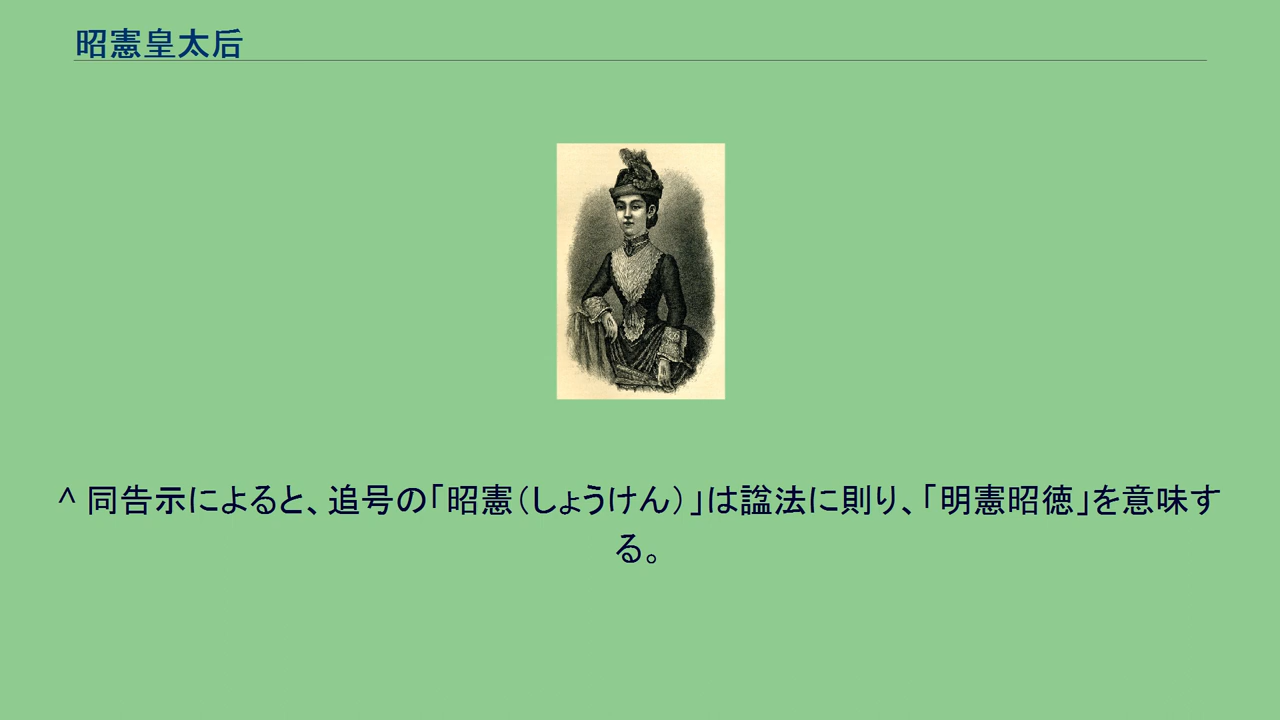 昭憲皇太后
^ 同告示によると、追号の「昭憲（しょうけん）」は諡法に則り、「明憲昭徳」を意味す
る。